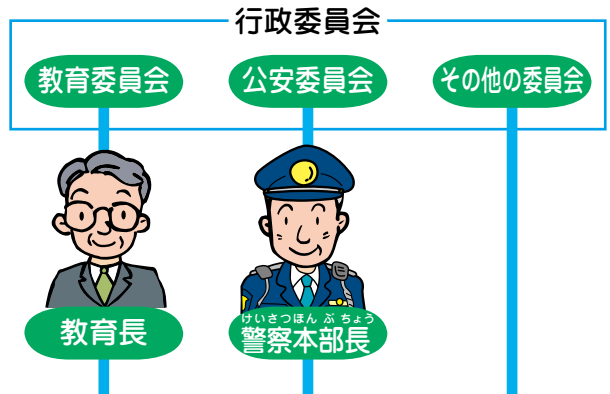 行政委員会
教育委員会
公安委員会
その他の委員会
教育長
けいさつほんぶちょう
警察本部長